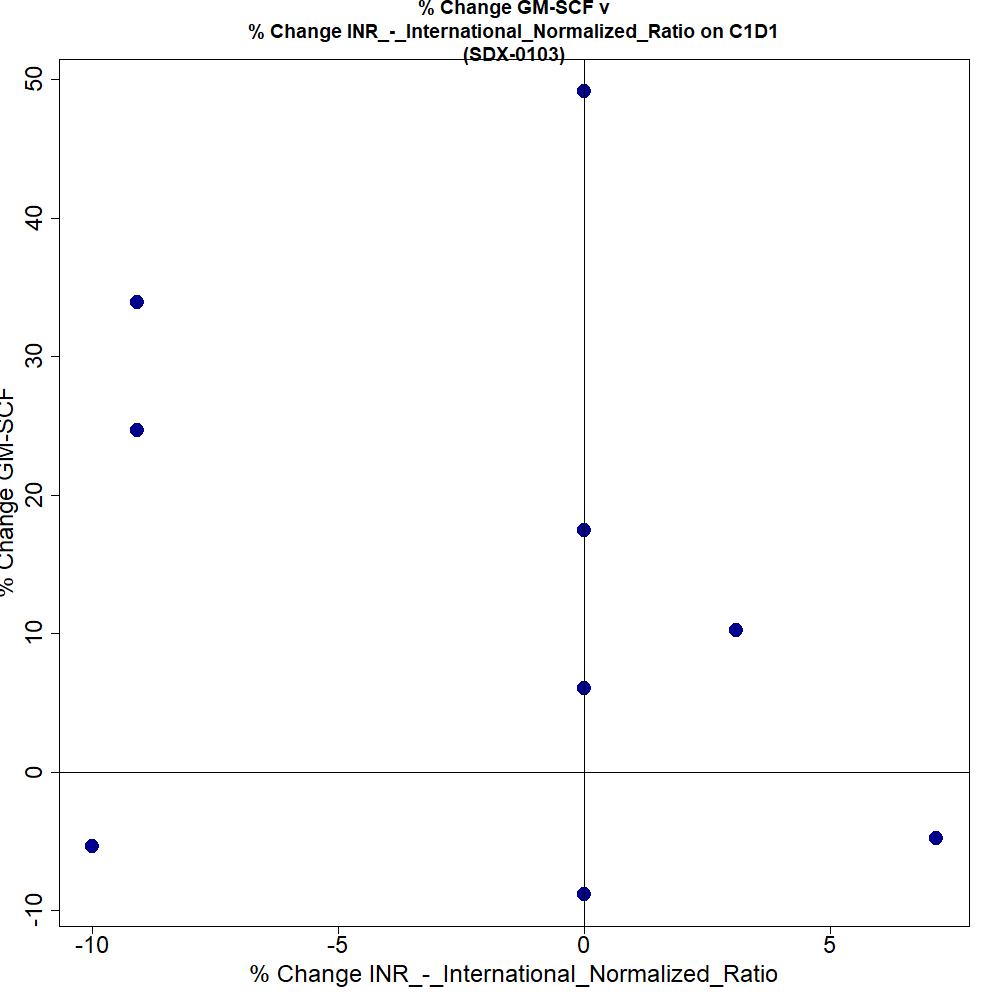 % Change GM-SCF v
% Change INR_-_International_Normalized_Ratio on C1D1
(SDX-0103)
% Change GM-SCF
50
40
30
20
10
0
-10
-10 -5 0 5
% Change INR_-_International_Normalized_Ratio